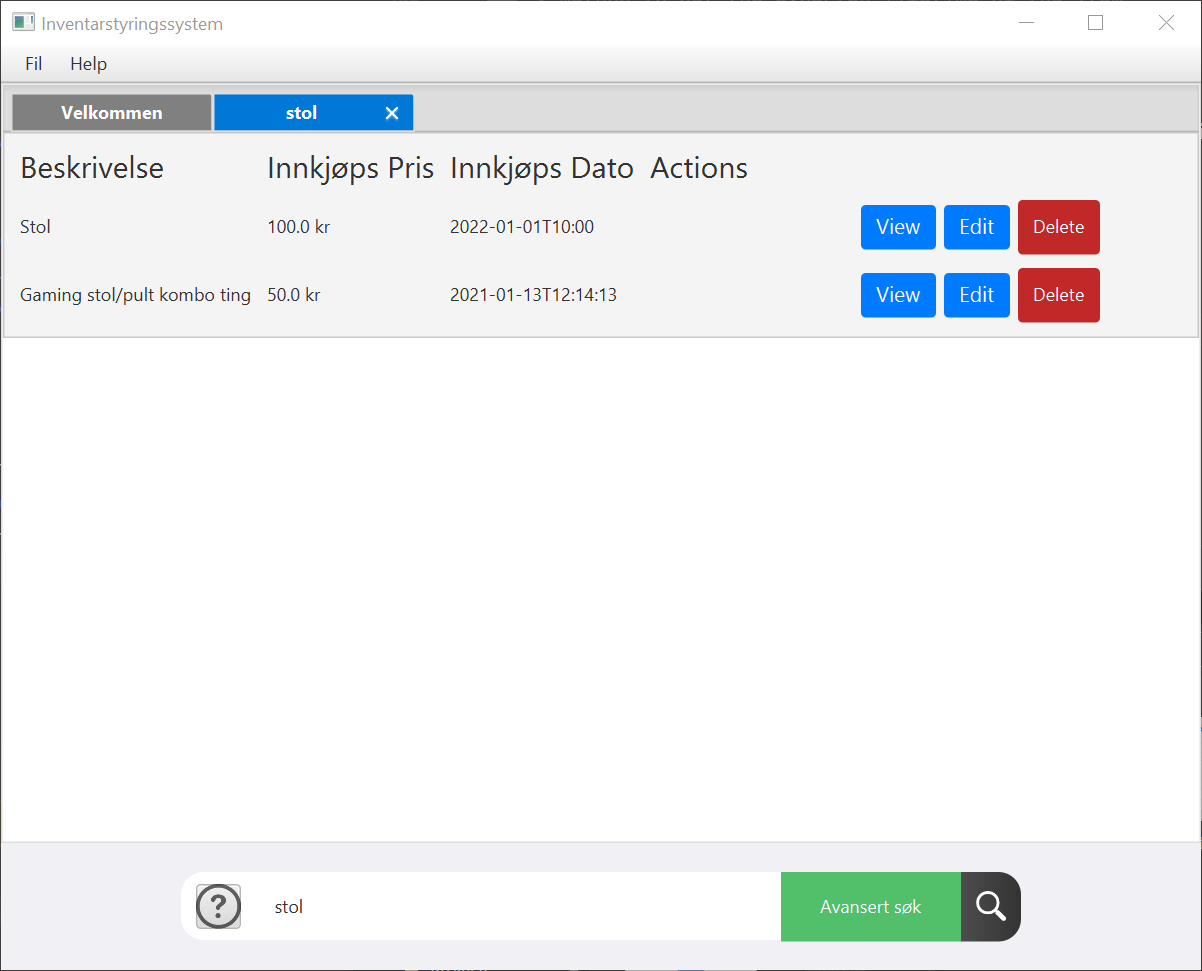 Inventarstyringssystem
Fil Help
Velkommen stol
Beskrivelse Innkjøps Pris Innkjøps Dato Actions
Stol 100.0 kr 2022-01-01T10:00 View Edit Delete
Gaming stol/pult kombo ting 50.0 kr 2021-01-13T12:14:13 View Edit Delete
? stol Avansert søk